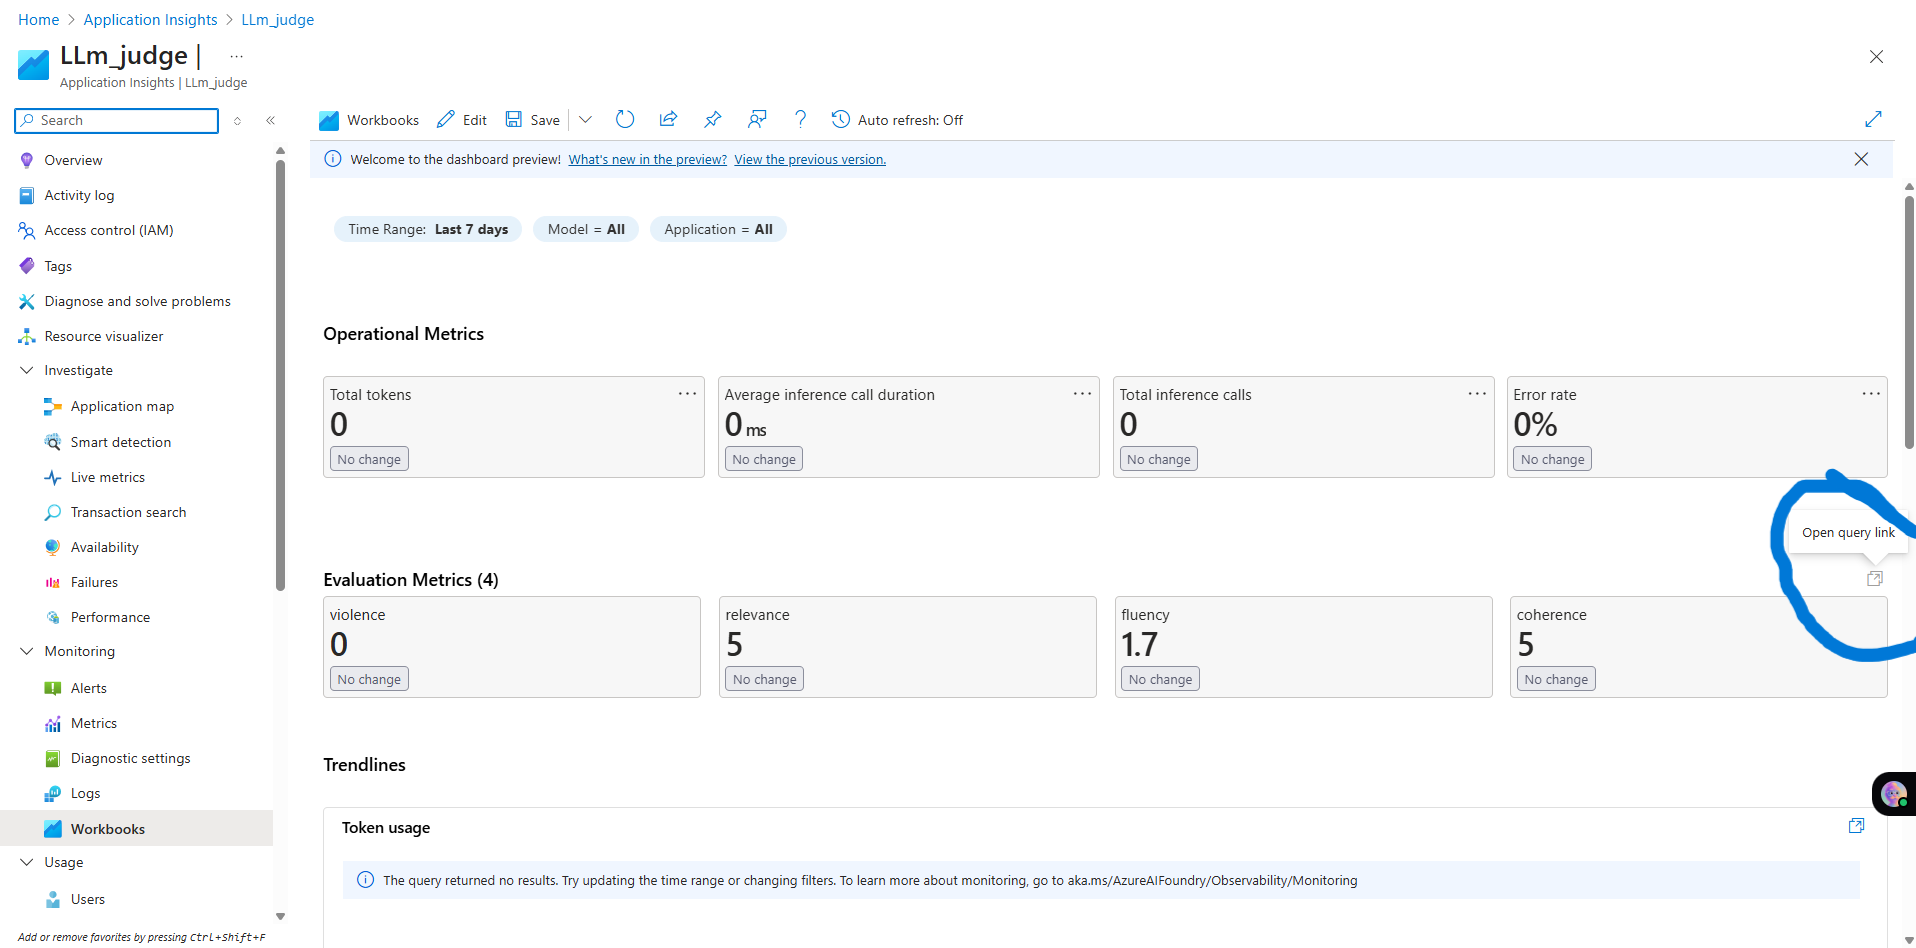 Home > Application Insights > LLm_judge
LLm_judge | ...
Application Insights | LLm_judge
Search
Overview
Activity log
Access control (IAM)
Tags
Diagnose and solve problems
Resource visualizer
Investigate
Application map
Smart detection
Live metrics
Transaction search
Availability
Failures
Performance
Monitoring
Alerts
Metrics
Diagnostic settings
Logs
Workbooks
Usage
Users
Add or remove favorites by pressing Ctrl+Shift+F
Workbooks Edit Save Auto refresh: Off
Welcome to the dashboard preview! What's new in the preview? View the previous version.
Time Range: Last 7 days Model = All Application = All
Operational Metrics
Total tokens
0
No change
Average inference call duration
0 ms
No change
Total inference calls
0
No change
Error rate
0%
No change
Open query link
Evaluation Metrics (4)
violence
0
No change
relevance
5
No change
fluency
1.7
No change
coherence
5
No change
Trendlines
Token usage
The query returned no results. Try updating the time range or changing filters. To learn more about monitoring, go to aka.ms/AzureAIFoundry/Observability/Monitoring